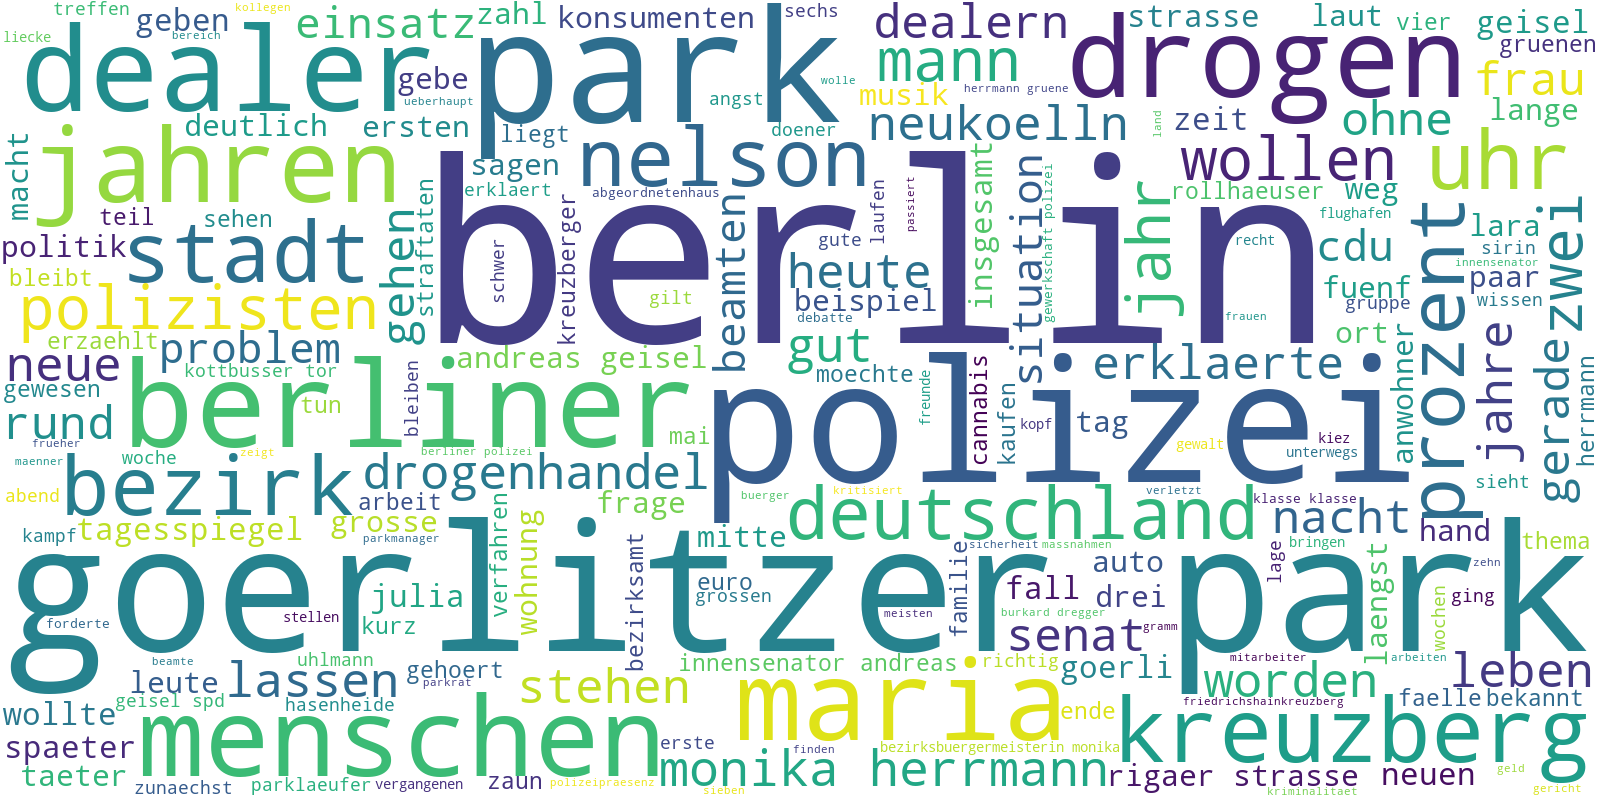 treffen
kollegen
geben
liecke
bereich
einsatz
zahl
konsumenten
sechs
dealern
strasse
laut
vier
geisel
gruenen
dealer
park
drogen
gebe
ueberhaupt
wolle
mann
musik
herrmann gruene
frau
angst
lange
deutlich
ersten
liegt
doener
neukoelln
land
zeit
ohne
macht
jahren
sagen
nelson
wollen
uhr
erklaert
abgeordnetenhaus
rollhaeuser
weg
teil
sehen
straftaten
kreuzberger
laufen
passiert
insgesamt
situation
gewerkschaft polizei
jahr
flughafen
lara
politik
stadt
gehen
berlin
schwer
gute
recht
cdu
sirin
innensenator
bleibt
beamten
heute
prozent
paar
zwei
polizisten
gilt
beispiel
fuenf
gruppe
wissen
debatte
frauen
erzaehlt
problem
andreas geisel
gut
ort
neue
kottbusser tor
moechte
erklaerte
anwohner
jahre
gerade
herrmann
gewesen
berliner
tun
bleiben
polizei
freunde
cannabis
kaufen
kopf
tag
rund
frueher
mai
gewalt
kiez
unterwegs
maenner
woche
zeigt
berliner polizei
bezirk
drogenhandel
sieht
abend
arbeit
frage
buerger
kritisiert
verletzt
klasse klasse
tagesspiegel
grosse
deutschland
nacht
hand
kampf
parkmanager
verfahren
wohnung
mitte
sicherheit
massnahmen
bringen
thema
goerlitzer park
bezirksamt
familie
auto
lage
laengst
zehn
euro
grossen
fall
drei
julia
wochen
ging
forderte
stellen
kurz
meisten
burkard dregger
senat
gramm
beamte
uhlmann
gehoert
innensenator andreas
richtig
goerli
mitarbeiter
arbeiten
leute
lassen
parkrat
stehen
maria
worden
leben
geisel spd
hasenheide
friedrichshainkreuzberg
faelle
bekannt
wollte
menschen
ende
kreuzberg
spaeter
erste
finden
bezirksbuergermeisterin monika
taeter
zunaechst
parklaeufer
vergangenen
zaun
polizeipraesenz
monika
herrmann
rigaer strasse
neuen
geld
sieben
kriminalitaet
gericht